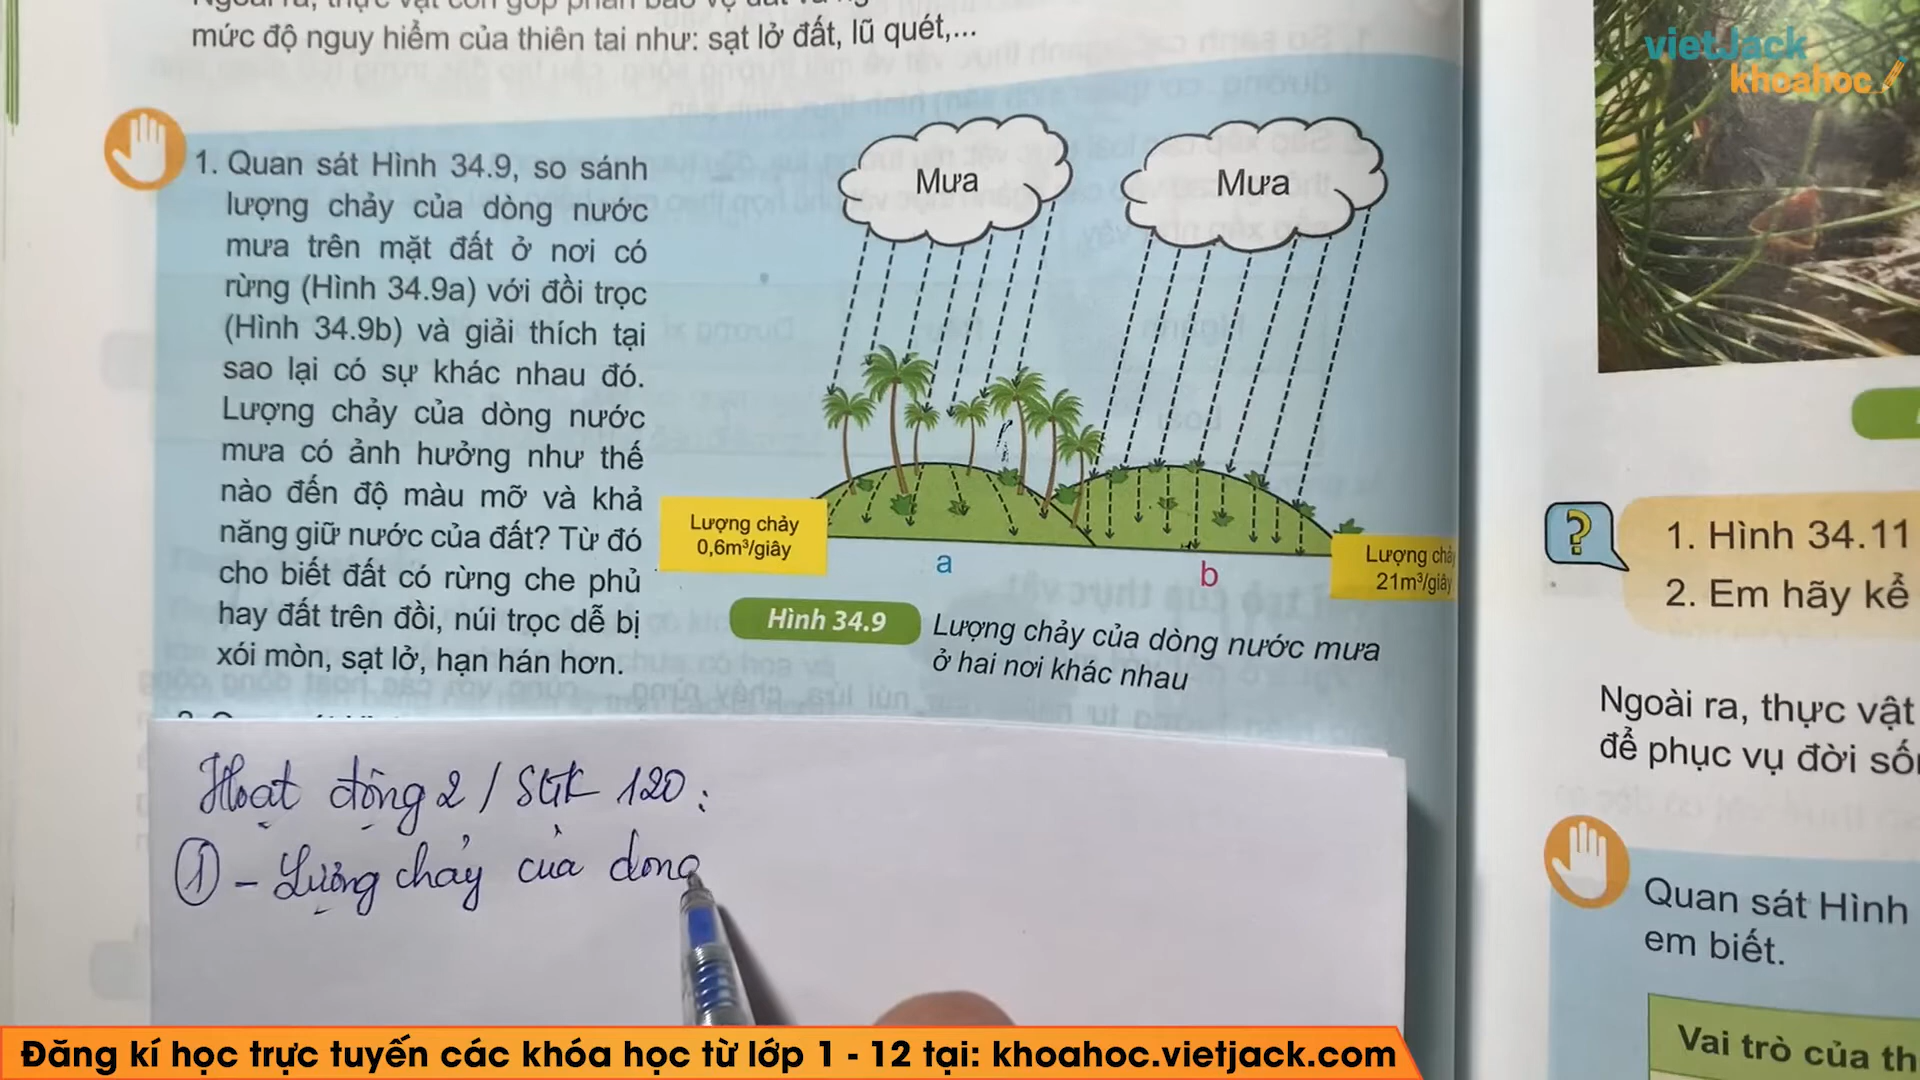 mức độ nguy hiểm của thiên tai như: sạt lở đất, lũ quét,...
vietJack
khoahoc
1. Quan sát Hình 34.9, so sánh
lượng chảy của dòng nước
mưa trên mặt đất ở nơi có
rừng (Hình 34.9a) với đồi trọc
(Hình 34.9b) và giải thích tại
sao lại có sự khác nhau đó.
Lượng chảy của dòng nước
mưa có ảnh hưởng như thế
nào đến độ màu mỡ và khả
năng giữ nước của đất? Từ đó
cho biết đất có rừng che phủ
hay đất trên đồi, núi trọc dễ bị
xói mòn, sạt lở, hạn hán hơn.
Mưa
Mưa
Lượng chảy
0,6m³/giây
a
b
Lượng chả
21m³/giây
Hình 34.9
Lượng chảy của dòng nước mưa
ở hai nơi khác nhau
Hoạt động 2 / SGK 120:
① - Lượng chảy của dong
?
1. Hình 34.11
2. Em hãy kể
Ngoài ra, thực vật
để phục vụ đời
Quan sát Hình
em biết.
Vai trò của
Đăng kí học trực tuyến các khóa học từ lớp 1 - 12 tại: khoahoc.vietjack.com